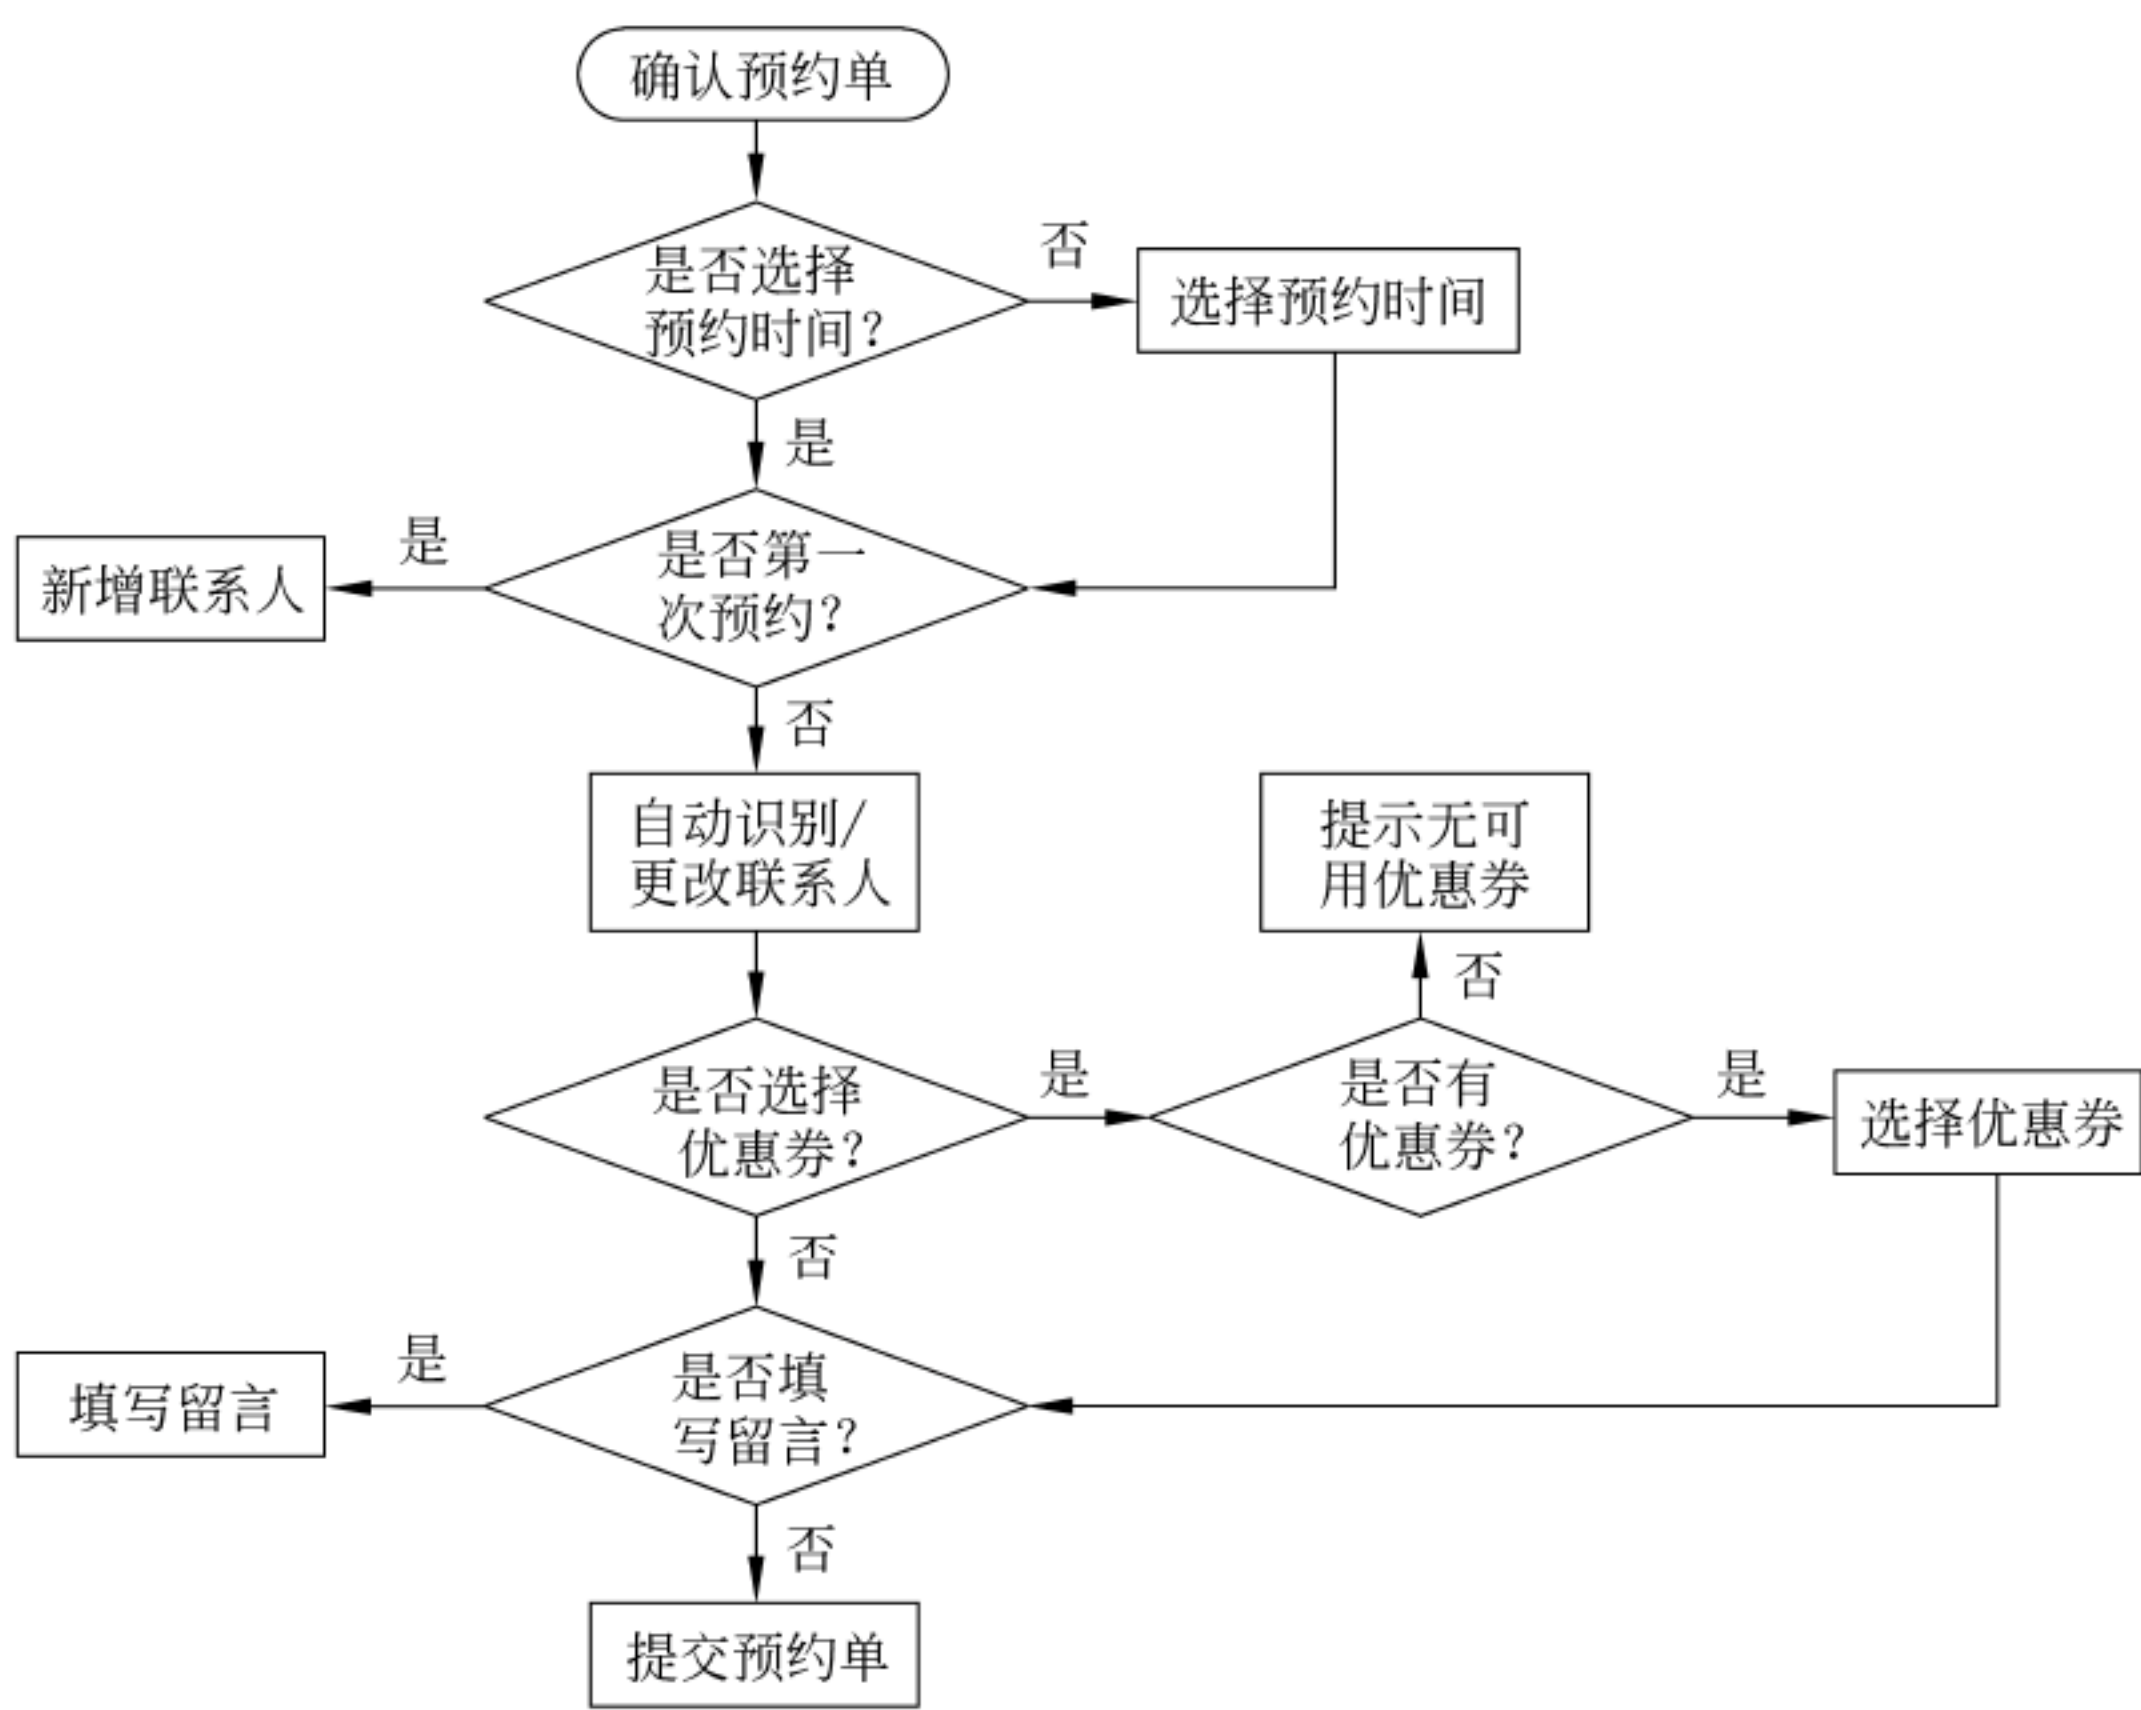 确认预约单
是否选择
预约时间？
否
选择预约时间
是
是否第一
次预约？
是
新增联系人
否
自动识别/
更改联系人
提示无可
用优惠券
否
是否选择
优惠券？
是
是否有
优惠券？
是
选择优惠券
否
是否填
写留言？
是
填写留言
否
提交预约单